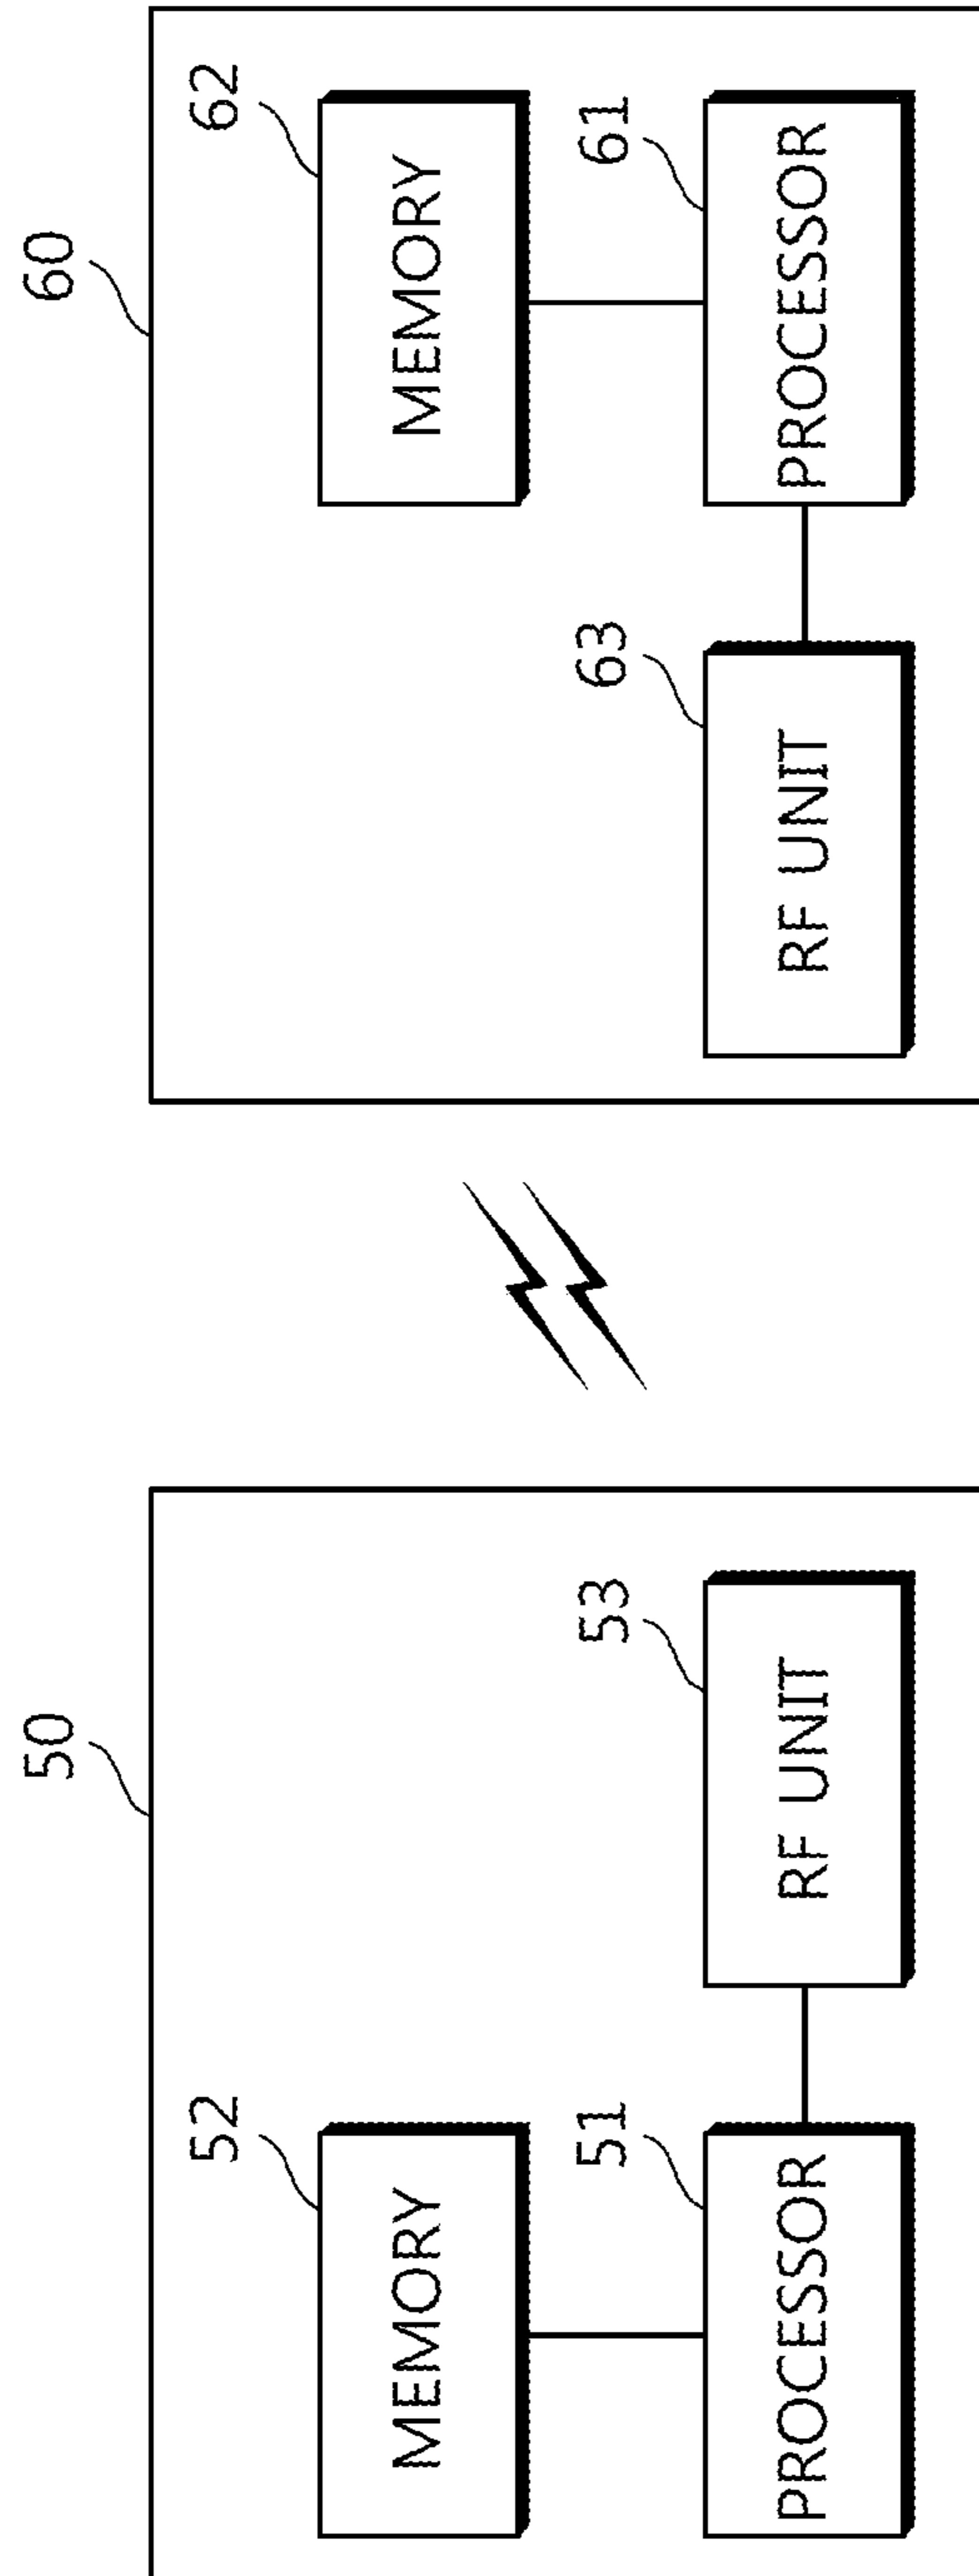 50
60
52
62
MEMORY
MEMORY
51
53
63
61
PROCESSOR
RF UNIT
RF UNIT
PROCESSOR